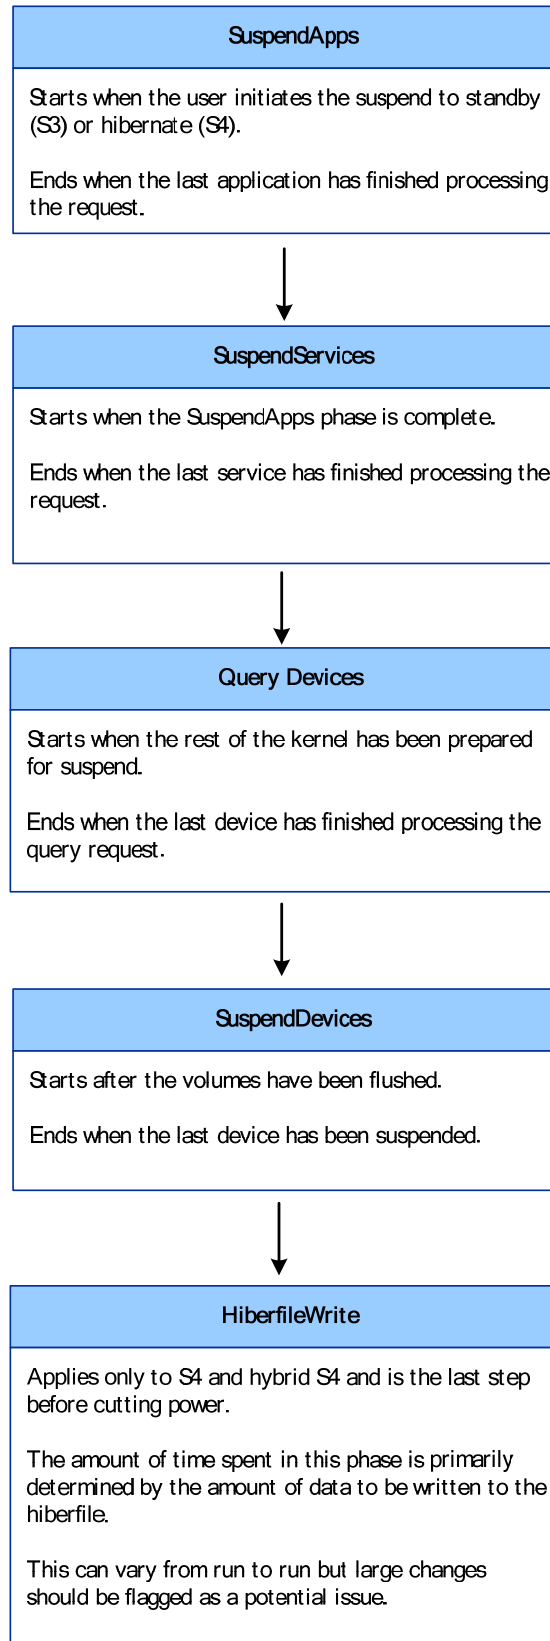 SuspendApps
Starts when the user initiates the suspend to standby
(S3) or hibernate (S4).
Ends when the last application has finished processing
the request.
SuspendServices
Starts when the SuspendApps phase is complete.
Ends when the last service has finished processing the
request.
Query Devices
Starts when the rest of the kernel has been prepared
for suspend.
Ends when the last device has finished processing the
query request.
SuspendDevices
Starts after the volumes have been flushed.
Ends when the last device has been suspended.
HiberfileWrite
Applies only to S4 and hybrid S4 and is the last step
before cutting power.
The amount of time spent in this phase is primarily
determined by the amount of data to be written to the
hiberfile.
This can vary from run to run but large changes
should be flagged as a potential issue.